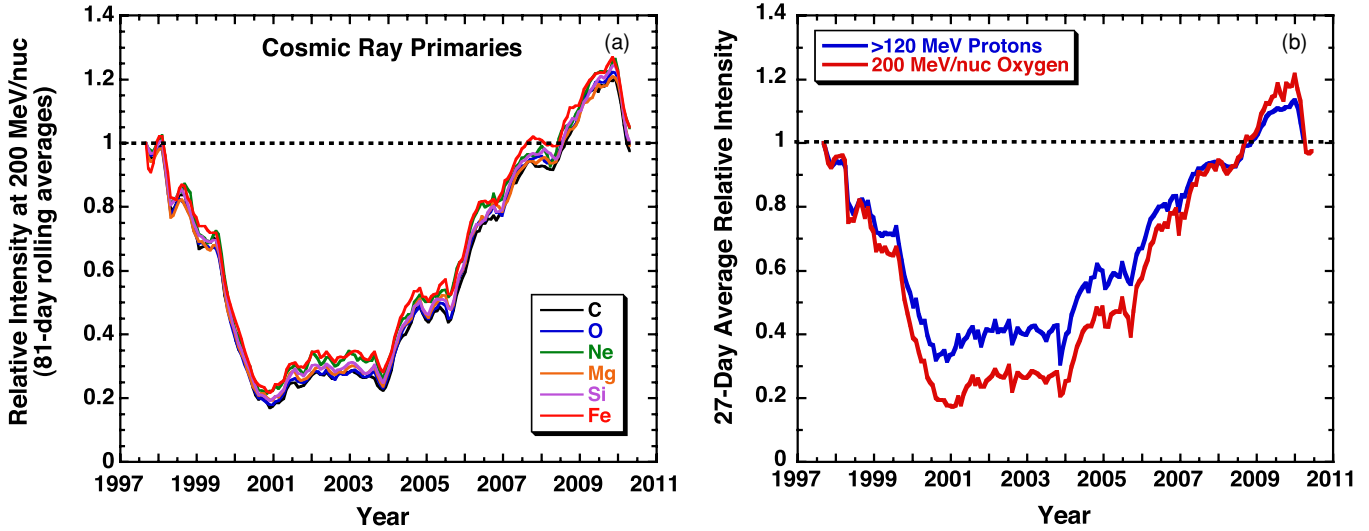 Relative Intensity at 200 MeV/nuc
(81-day rolling averages)
1.4
1.2
1
0.8
0.6
0.4
0.2
0
Cosmic Ray Primaries
(a)
C
O
Ne
Mg
Si
Fe
1997
1999
2001
2003
2005
2007
2009
2011
Year
27-Day Average Relative Intensity
1.4
1.2
1
0.8
0.6
0.4
0.2
0
>120 MeV Protons
200 MeV/nuc Oxygen
(b)
1997
1999
2001
2003
2005
2007
2009
2011
Year